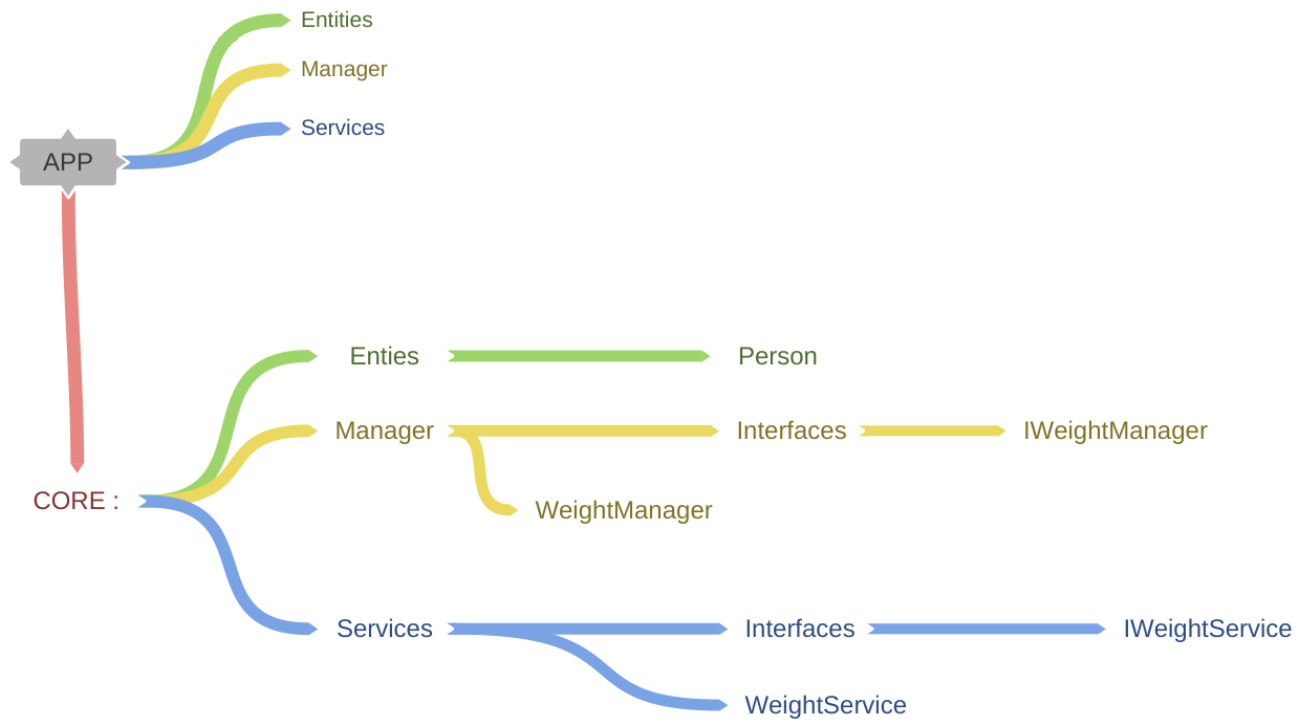 Entities
Manager
Services
APP
Enties
Person
Manager
Interfaces
IWeightManager
CORE :
WeightManager
Services
Interfaces
IWeightService
WeightService